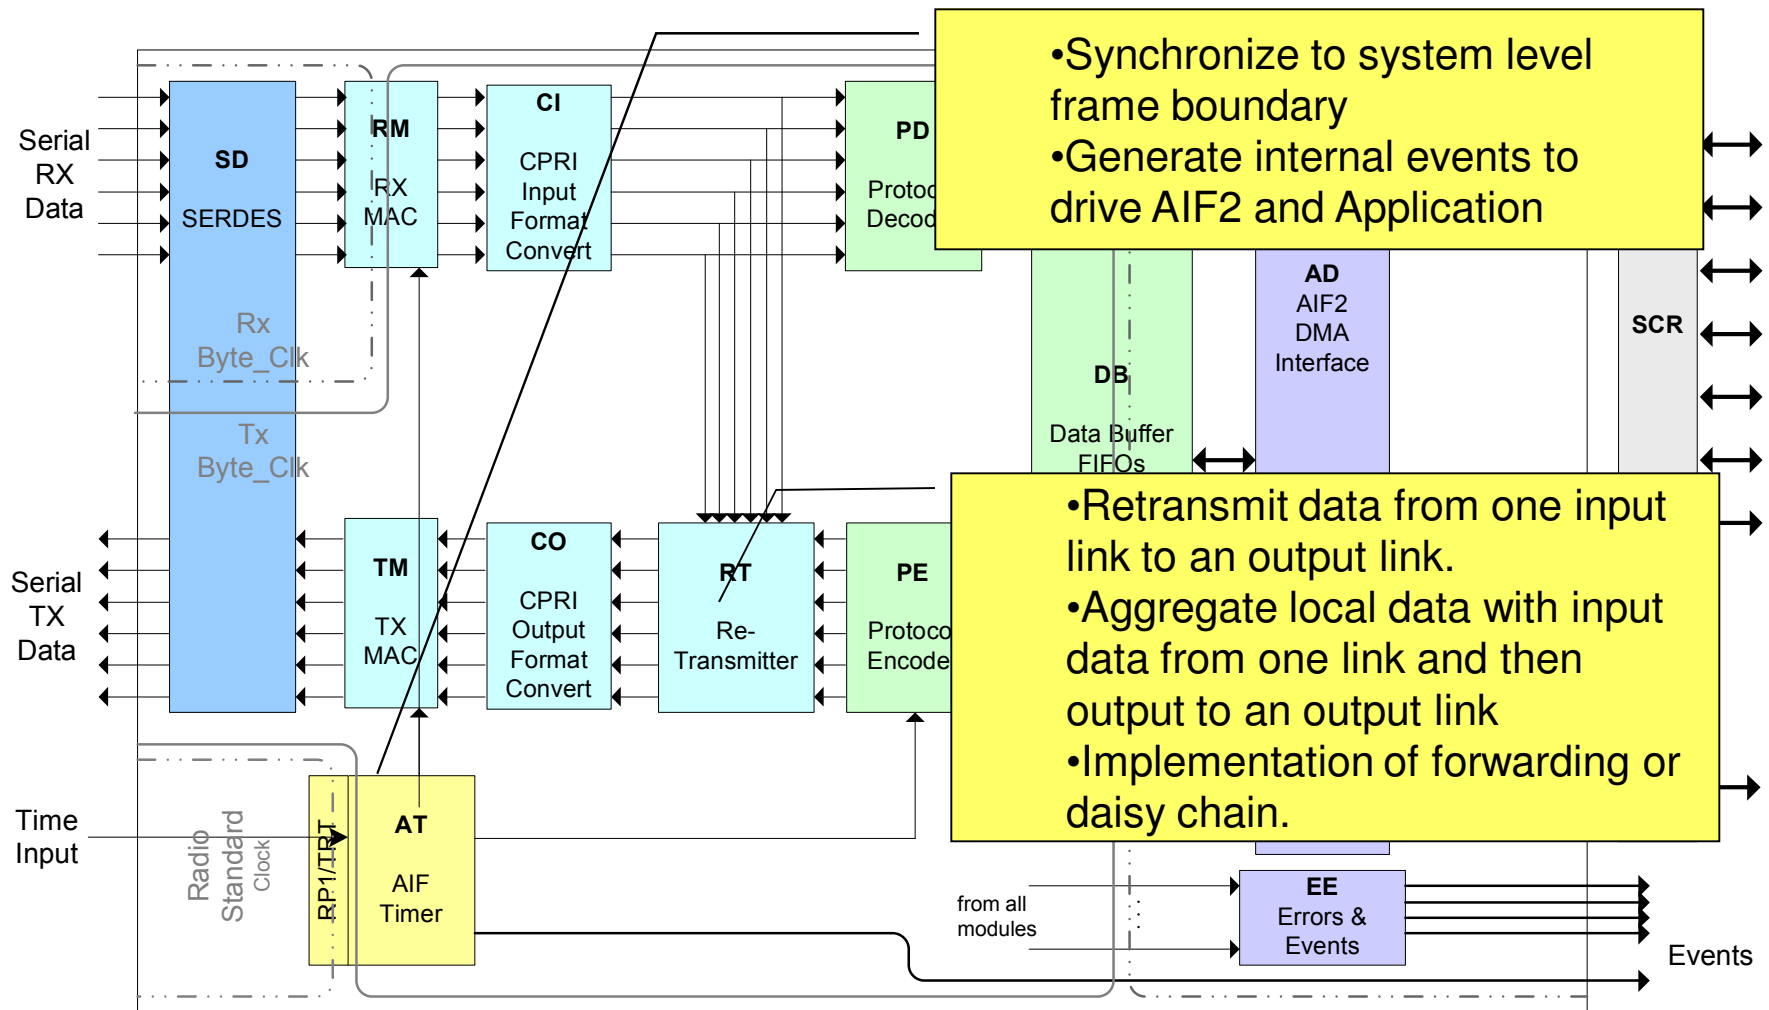 •Synchronize to system level
frame boundary
•Generate internal events to
drive AIF2 and Application
Serial
RX
Data
SD
SERDES
RM
RX
MAC
CI
CPRI
Input
Format
Convert
PD
Protoco
Decod
Rx
Byte_Clk
Tx
Byte_Clk
DB
Data Buffer
FIFOs
AD
AIF2
DMA
Interface
SCR
Serial
TX
Data
TM
TX
MAC
CO
CPRI
Output
Format
Convert
RT
Re-
Transmitter
PE
Protoco
Encode
•Retransmit data from one input
link to an output link.
•Aggregate local data with input
data from one link and then
output to an output link
•Implementation of forwarding or
daisy chain.
Time
Input
Radio
Standard
Clock
RP1/TRT
AT
AIF
Timer
from all
modules
EE
Errors &
Events
Events